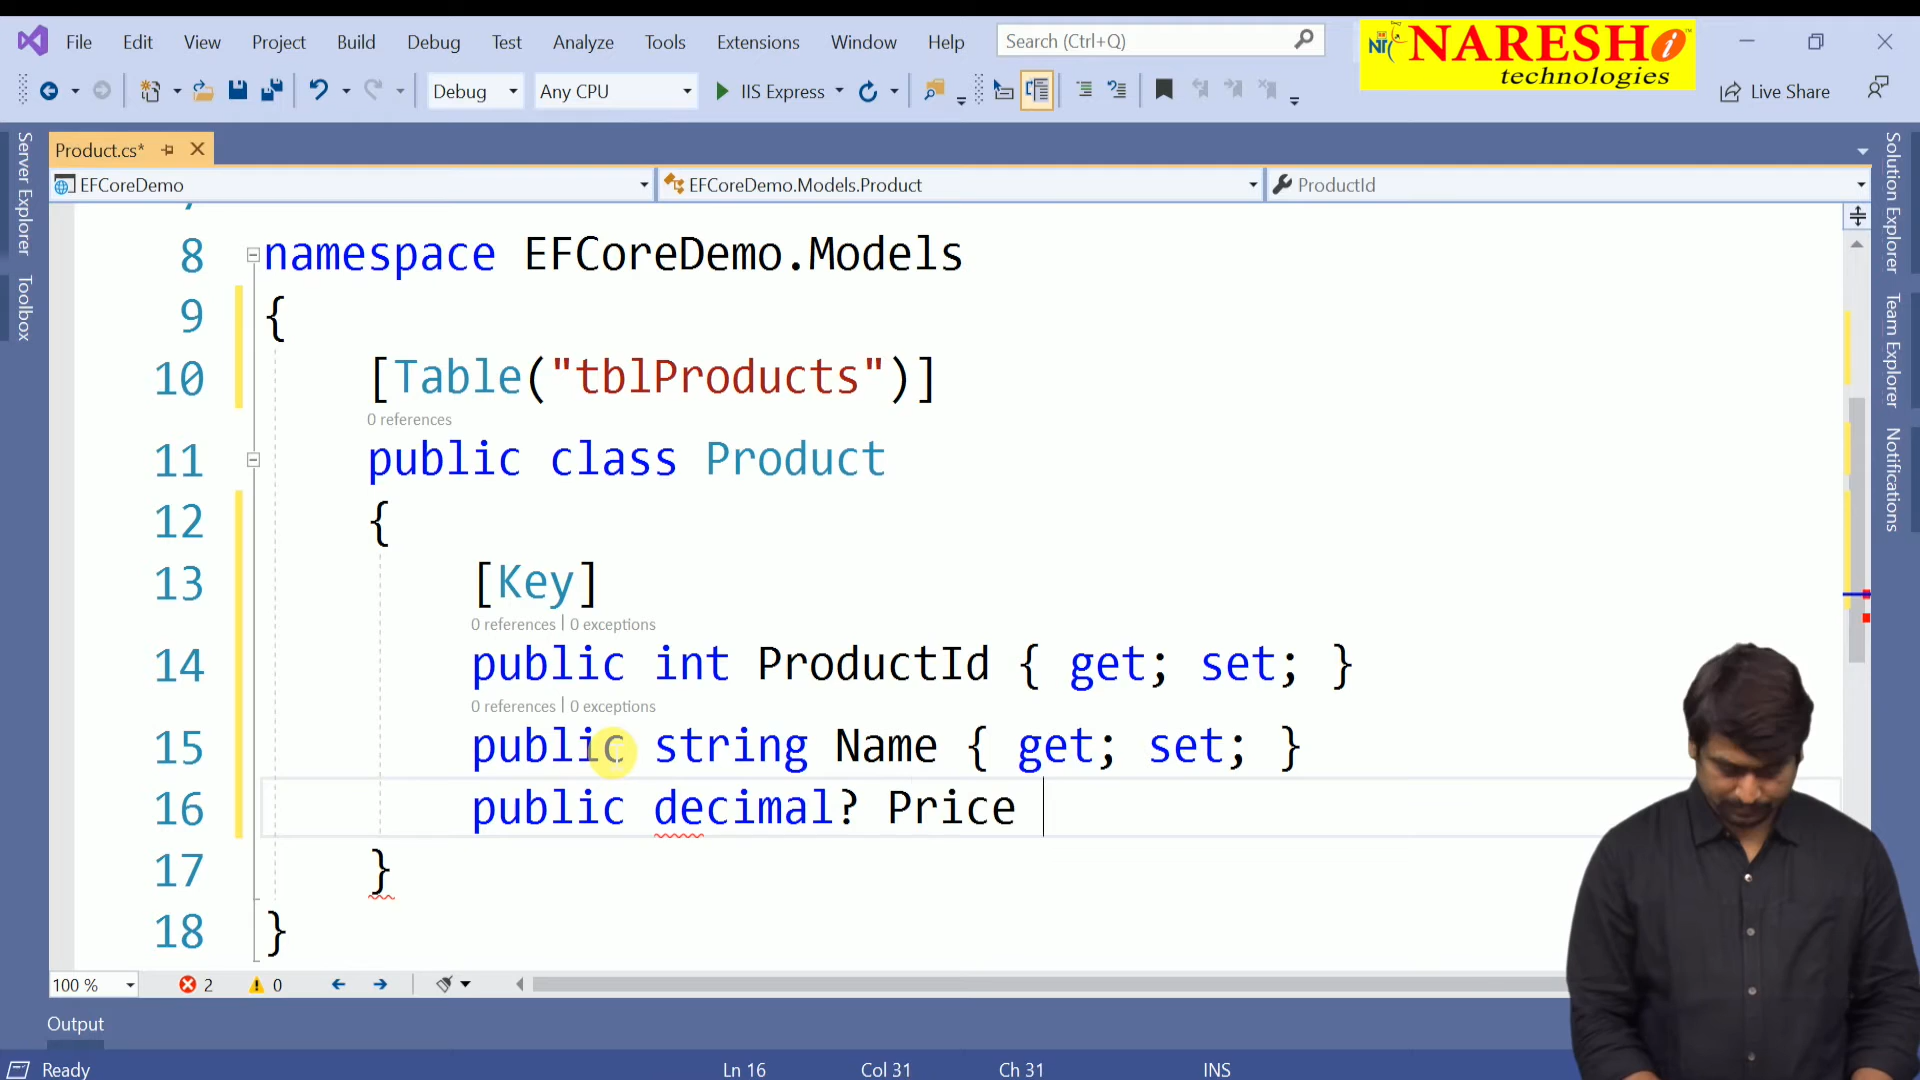 File Edit View Project Build Debug Test Analyze Tools Extensions Window Help Search (Ctrl+Q)
NARESH i
technologies
Debug Any CPU IIS Express Live Share
Product.cs*
EFCoreDemo EFCoreDemo.Models.Product ProductId
Server Explorer
Toolbox
Solution Explorer
Team Explorer
Notifications
8 namespace EFCoreDemo.Models
9 {
10 [Table("tblProducts")]
0 references
11 public class Product
12 {
13 [Key]
0 references | 0 exceptions
14 public int ProductId { get; set; }
0 references | 0 exceptions
15 public string Name { get; set; }
16 public decimal? Price
17 }
18 }
100 % 2 0
Output
Ready Ln 16 Col 31 Ch 31 INS